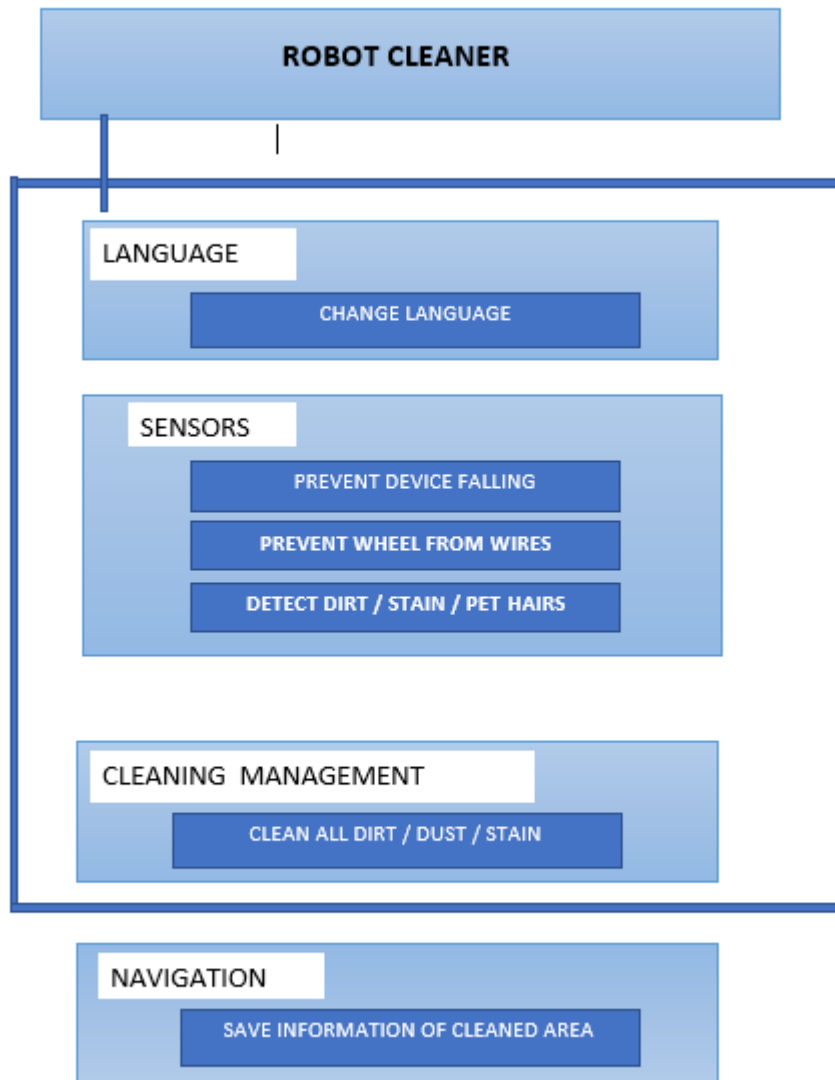 ROBOT CLEANER
LANGUAGE
CHANGE LANGUAGE
SENSORS
PREVENT DEVICE FALLING
PREVENT WHEEL FROM WIRES
DETECT DIRT / STAIN / PET HAIRS
CLEANING MANAGEMENT
CLEAN ALL DIRT / DUST / STAIN
NAVIGATION
SAVE INFORMATION OF CLEANED AREA